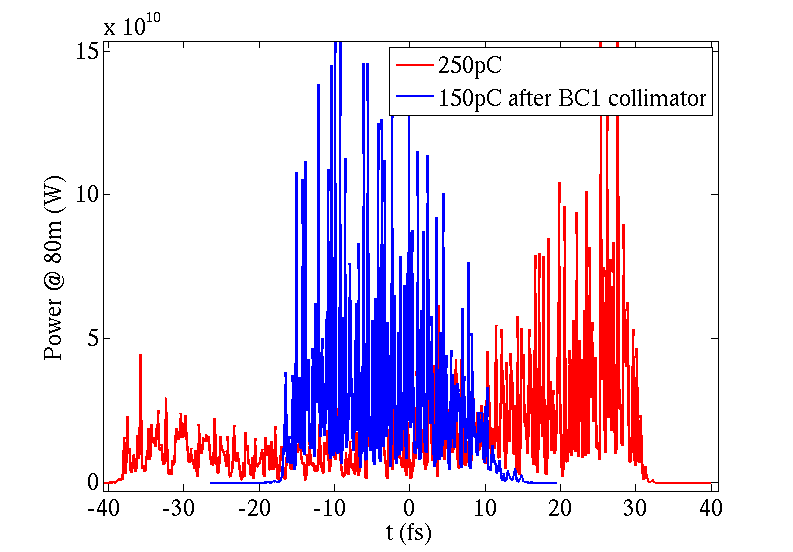 x 10^10
15
10
5
0
Power @ 80m (W)
250pC
150pC after BC1 collimator
-40 -30 -20 -10 0 10 20 30 40
t (fs)